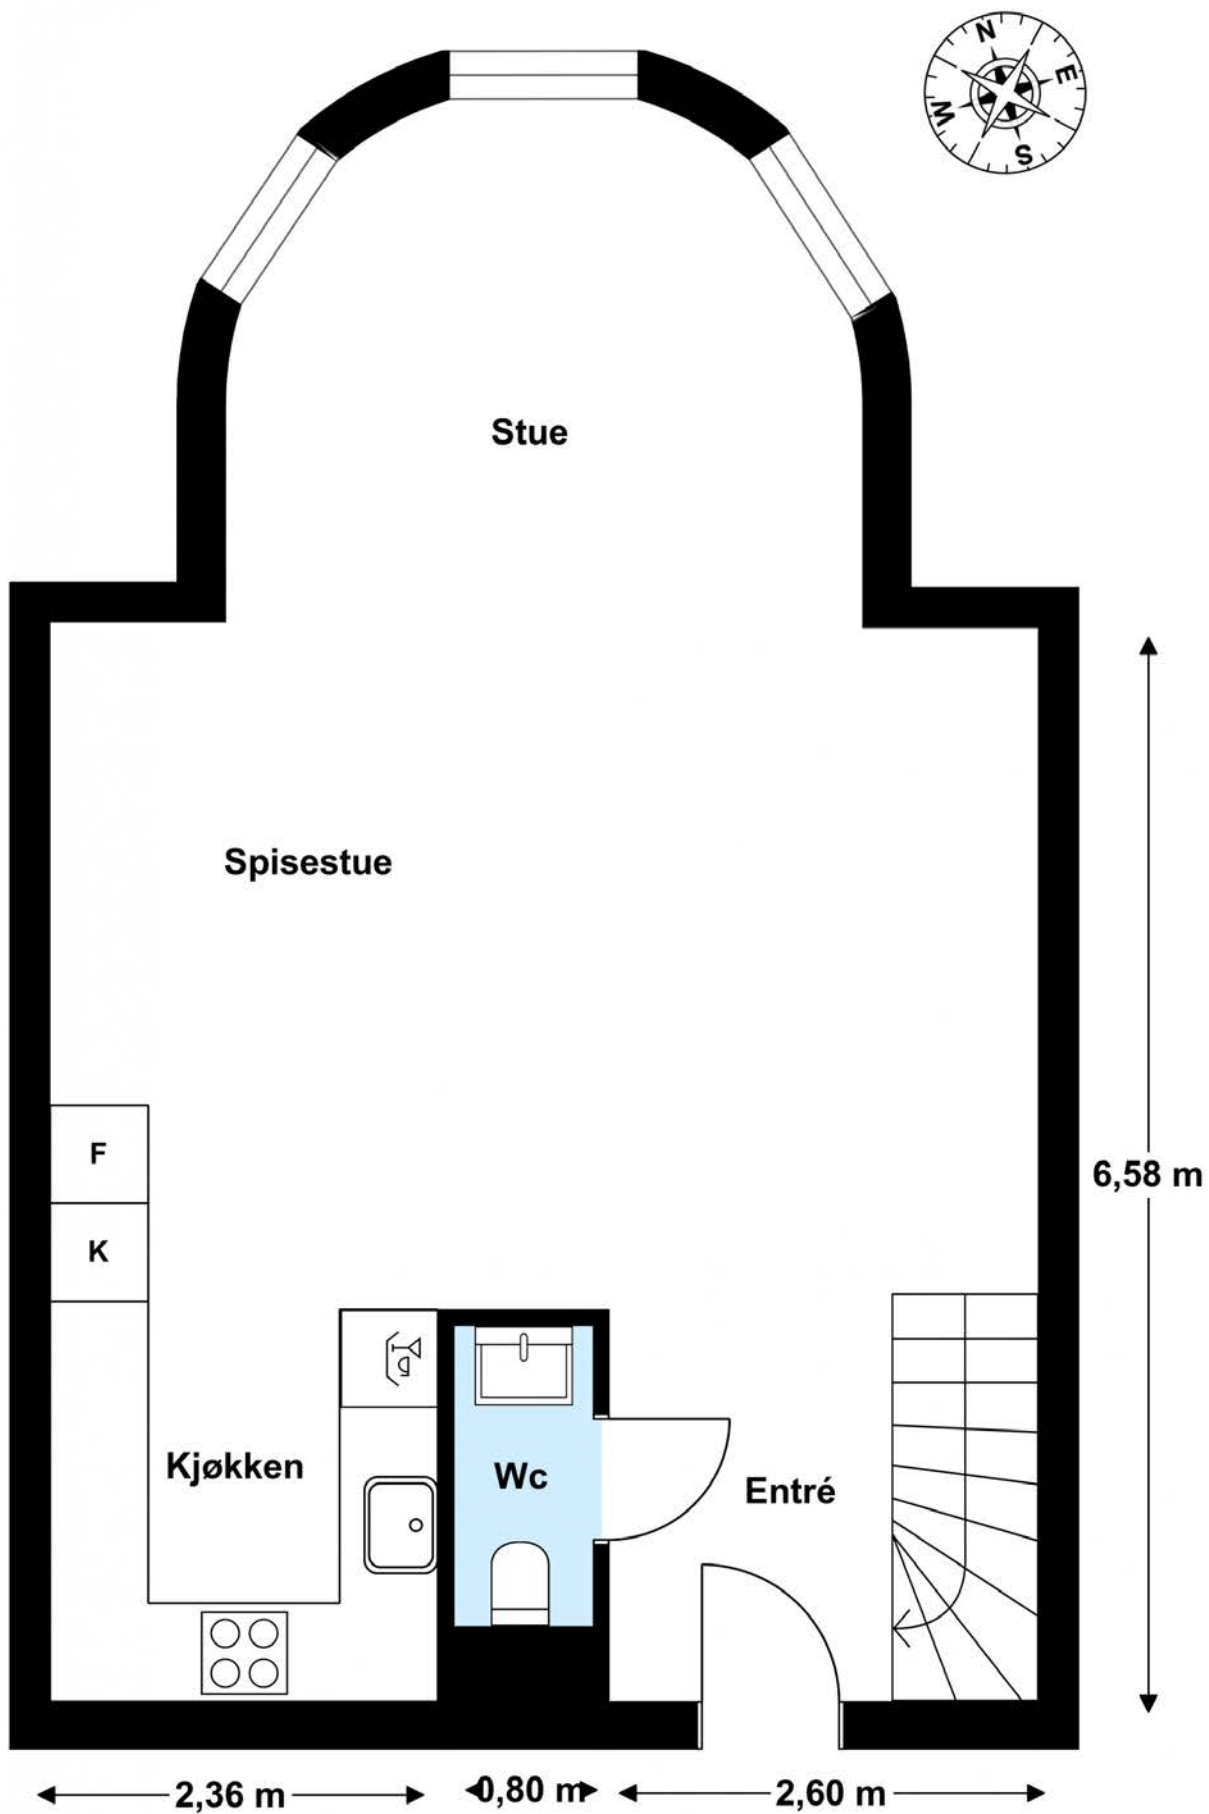 N
E
W
S
Stue
Spisestue
F
6,58 m
K
Kjøkken
Wc
Entré
2,36 m
0,80 m
2,60 m